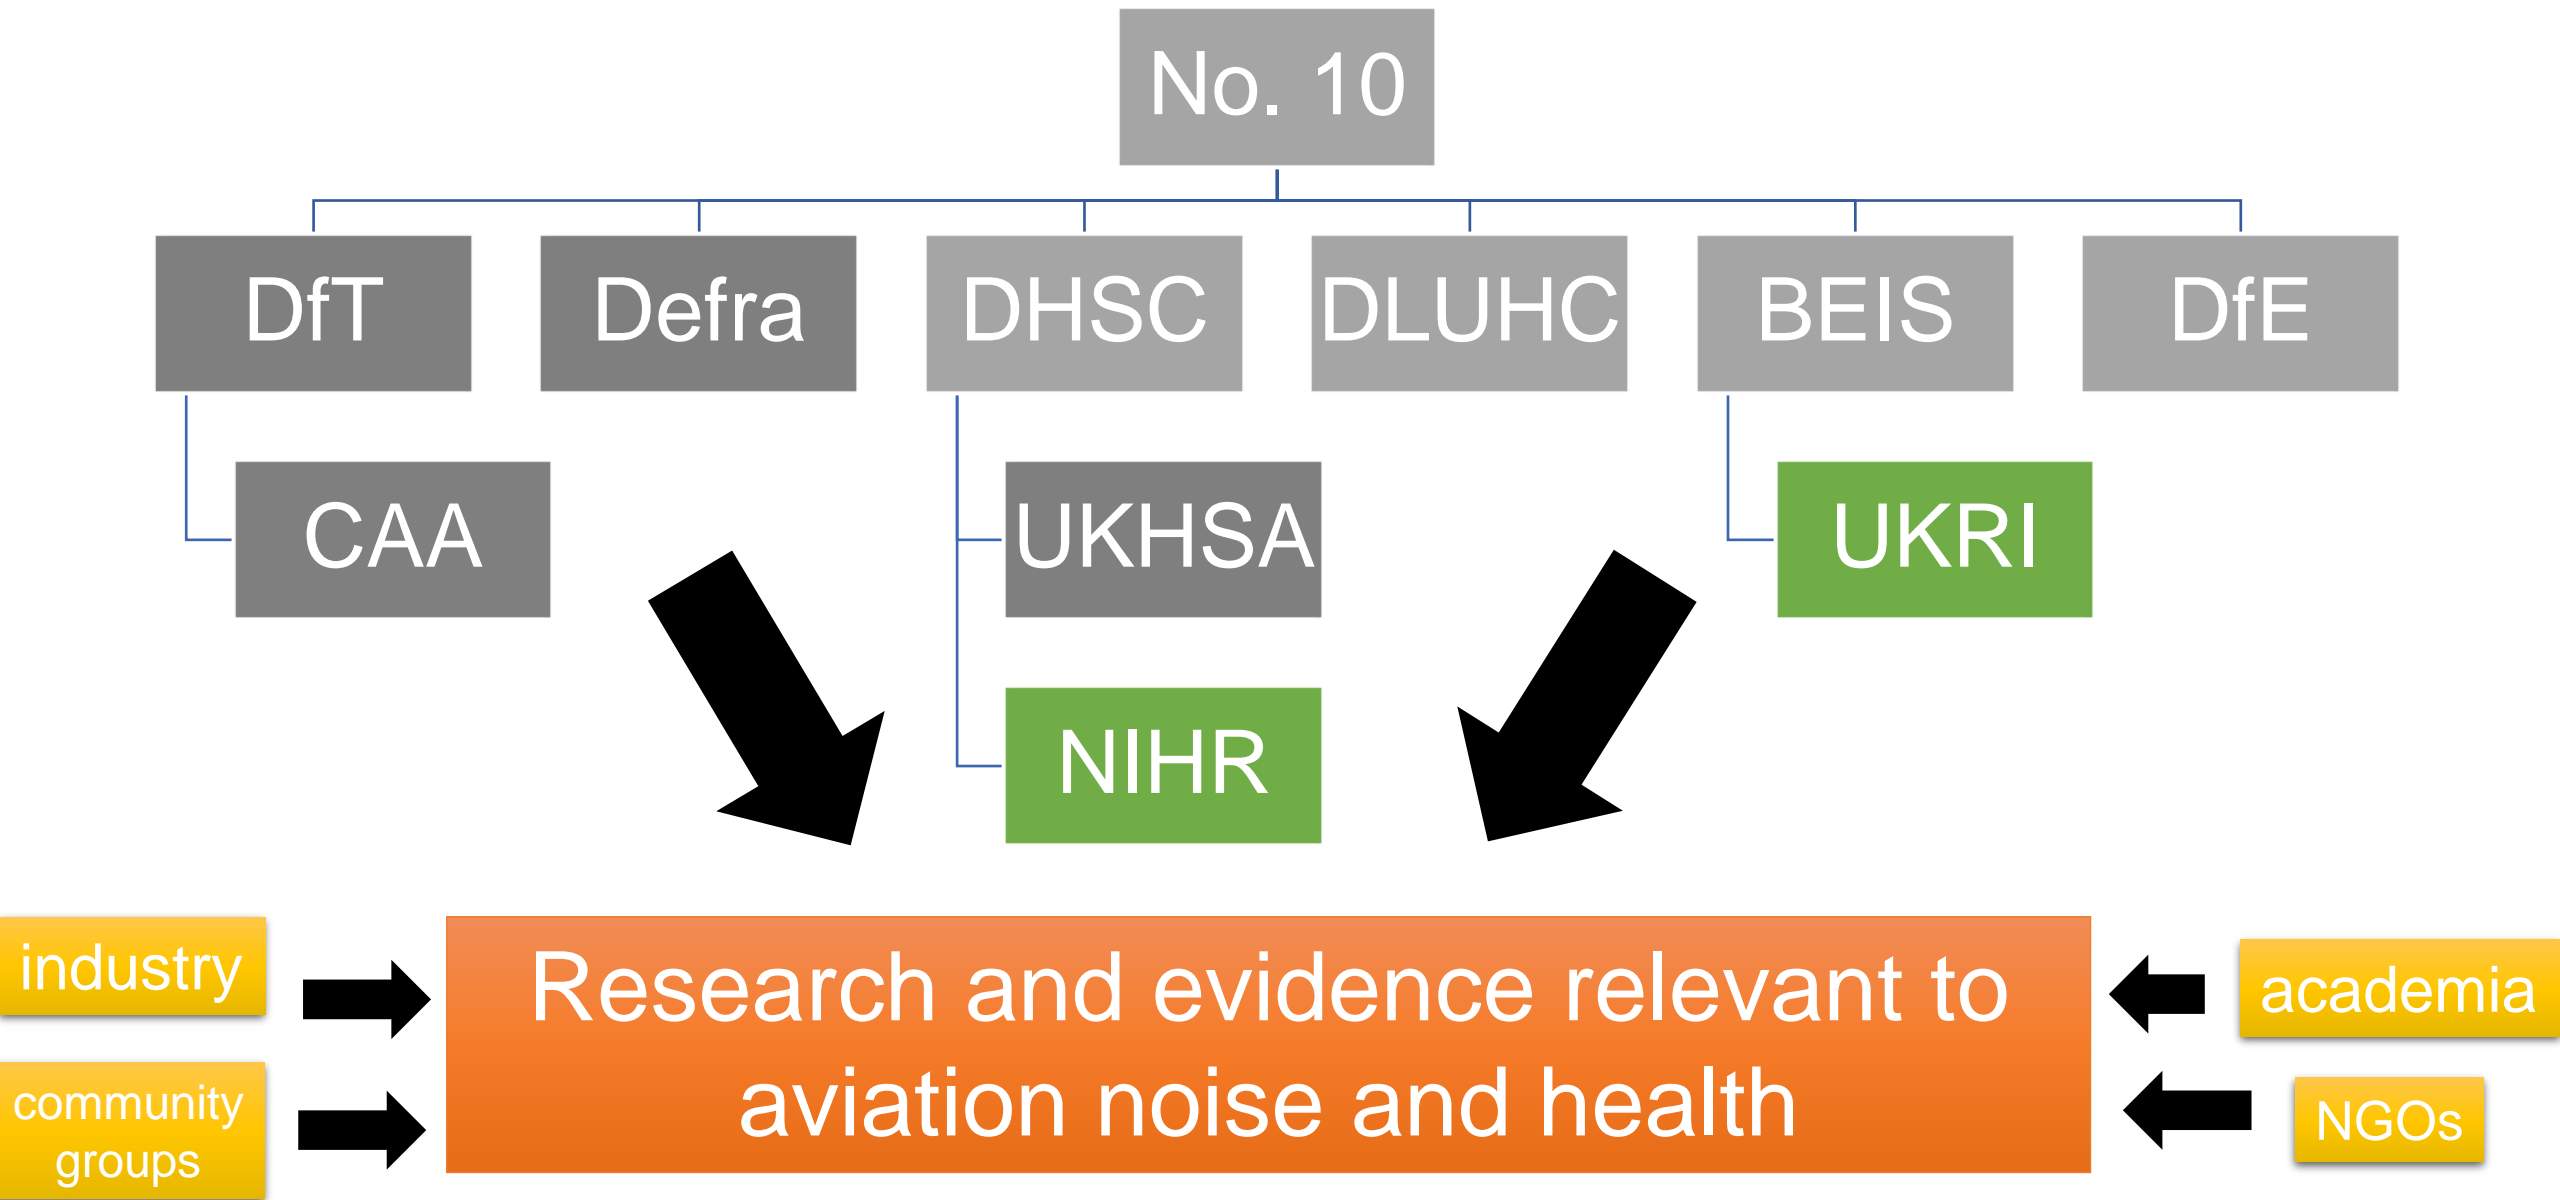 No. 10
DfT
Defra
DHSC
DLUHC
BEIS
DfE
CAA
UKHSA
UKRI
NIHR
industry
community
groups
Research and evidence relevant to
aviation noise and health
academia
NGOs